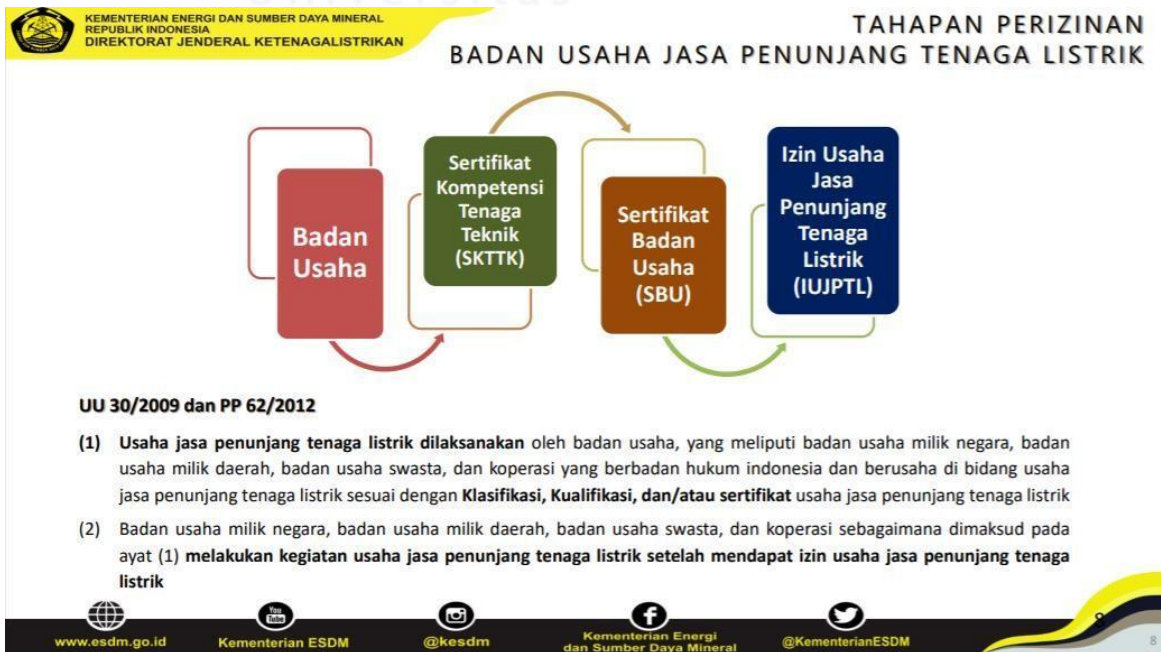 KEMENTERIAN ENERGI DAN SUMBER DAYA MINERAL
REPUBLIK INDONESIA
DIREKTORAT JENDERAL KETENAGALISTRIKAN
TAHAPAN PERIZINAN
BADAN USAHA JASA PENUNJANG TENAGA LISTRIK
Badan
Usaha
Sertifikat
Kompetensi
Tenaga
Teknik
(SKTTK)
Sertifikat
Badan
Usaha
(SBU)
Izin Usaha
Jasa
Penunjang
Tenaga
Listrik
(IUJPTL)
UU 30/2009 dan PP 62/2012
(1) Usaha jasa penunjang tenaga listrik dilaksanakan oleh badan usaha, yang meliputi badan usaha milik negara, badan
usaha milik daerah, badan usaha swasta, dan koperasi yang berbadan hukum indonesia dan berusaha di bidang usaha
jasa penunjang tenaga listrik sesuai dengan Klasifikasi, Kualifikasi, dan/atau sertifikat usaha jasa penunjang tenaga listrik
(2) Badan usaha milik negara, badan usaha milik daerah, badan usaha swasta, dan koperasi sebagaimana dimaksud pada
ayat (1) melakukan kegiatan usaha jasa penunjang tenaga listrik setelah mendapat izin usaha jasa penunjang tenaga
listrik
www.esdm.go.id
You
Tube
Kementerian ESDM
@kesdm
Kementerian Energi
dan Sumber Daya Mineral
@KementerianESDM
8
8